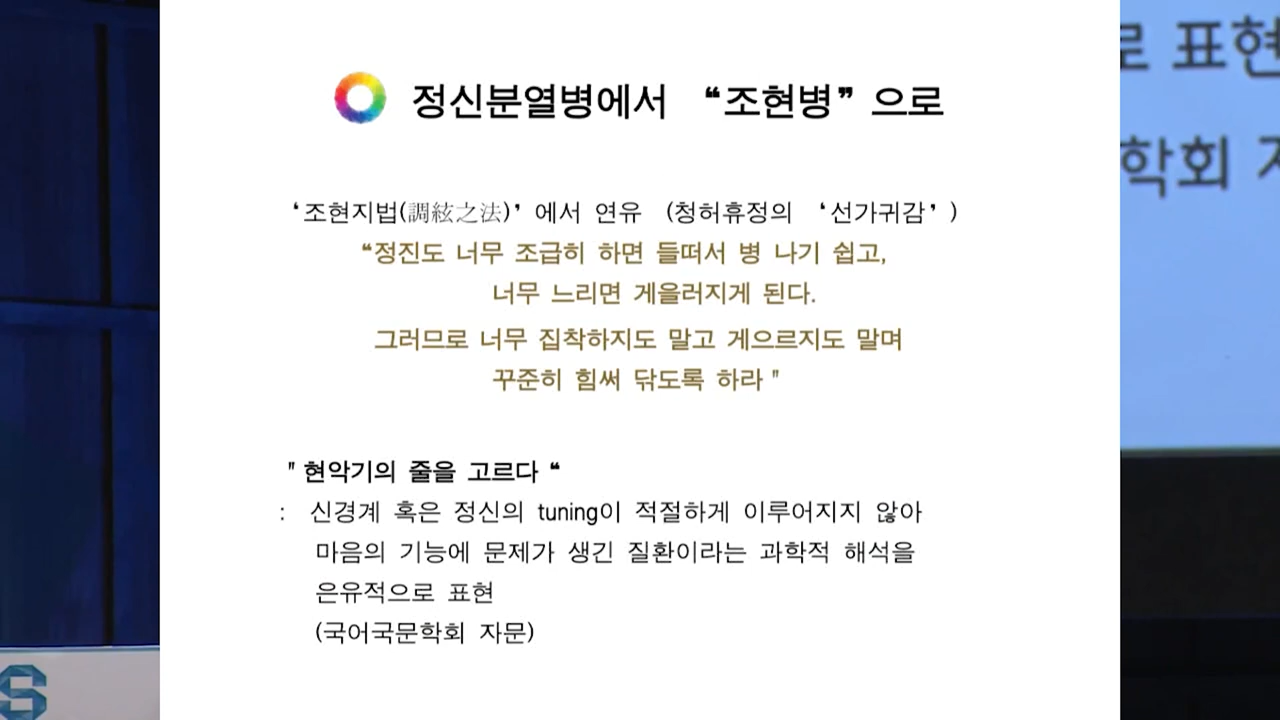 정신분열병에서 “조현병” 으로
‘조현지법(調絃之法)’ 에서 연유 (청허휴정의 ‘선가귀감’ )
“정진도 너무 조급히 하면 들떠서 병 나기 쉽고,
너무 느리면 게을러지게 된다.
그러므로 너무 집착하지도 말고 게으르지도 말며
꾸준히 힘써 닦도록 하라 "
" 현악기의 줄을 고르다 “
: 신경계 혹은 정신의 tuning이 적절하게 이루어지지 않아
마음의 기능에 문제가 생긴 질환이라는 과학적 해석을
은유적으로 표현
(국어국문학회 자문)
로 표현
학회
S